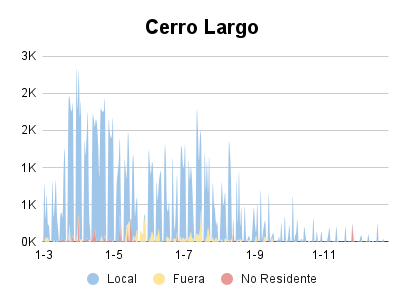 Cerro Largo
3K
2K
2K
1K
1K
0K
1-3 1-5 1-7 1-9 1-11
Local Fuera No Residente